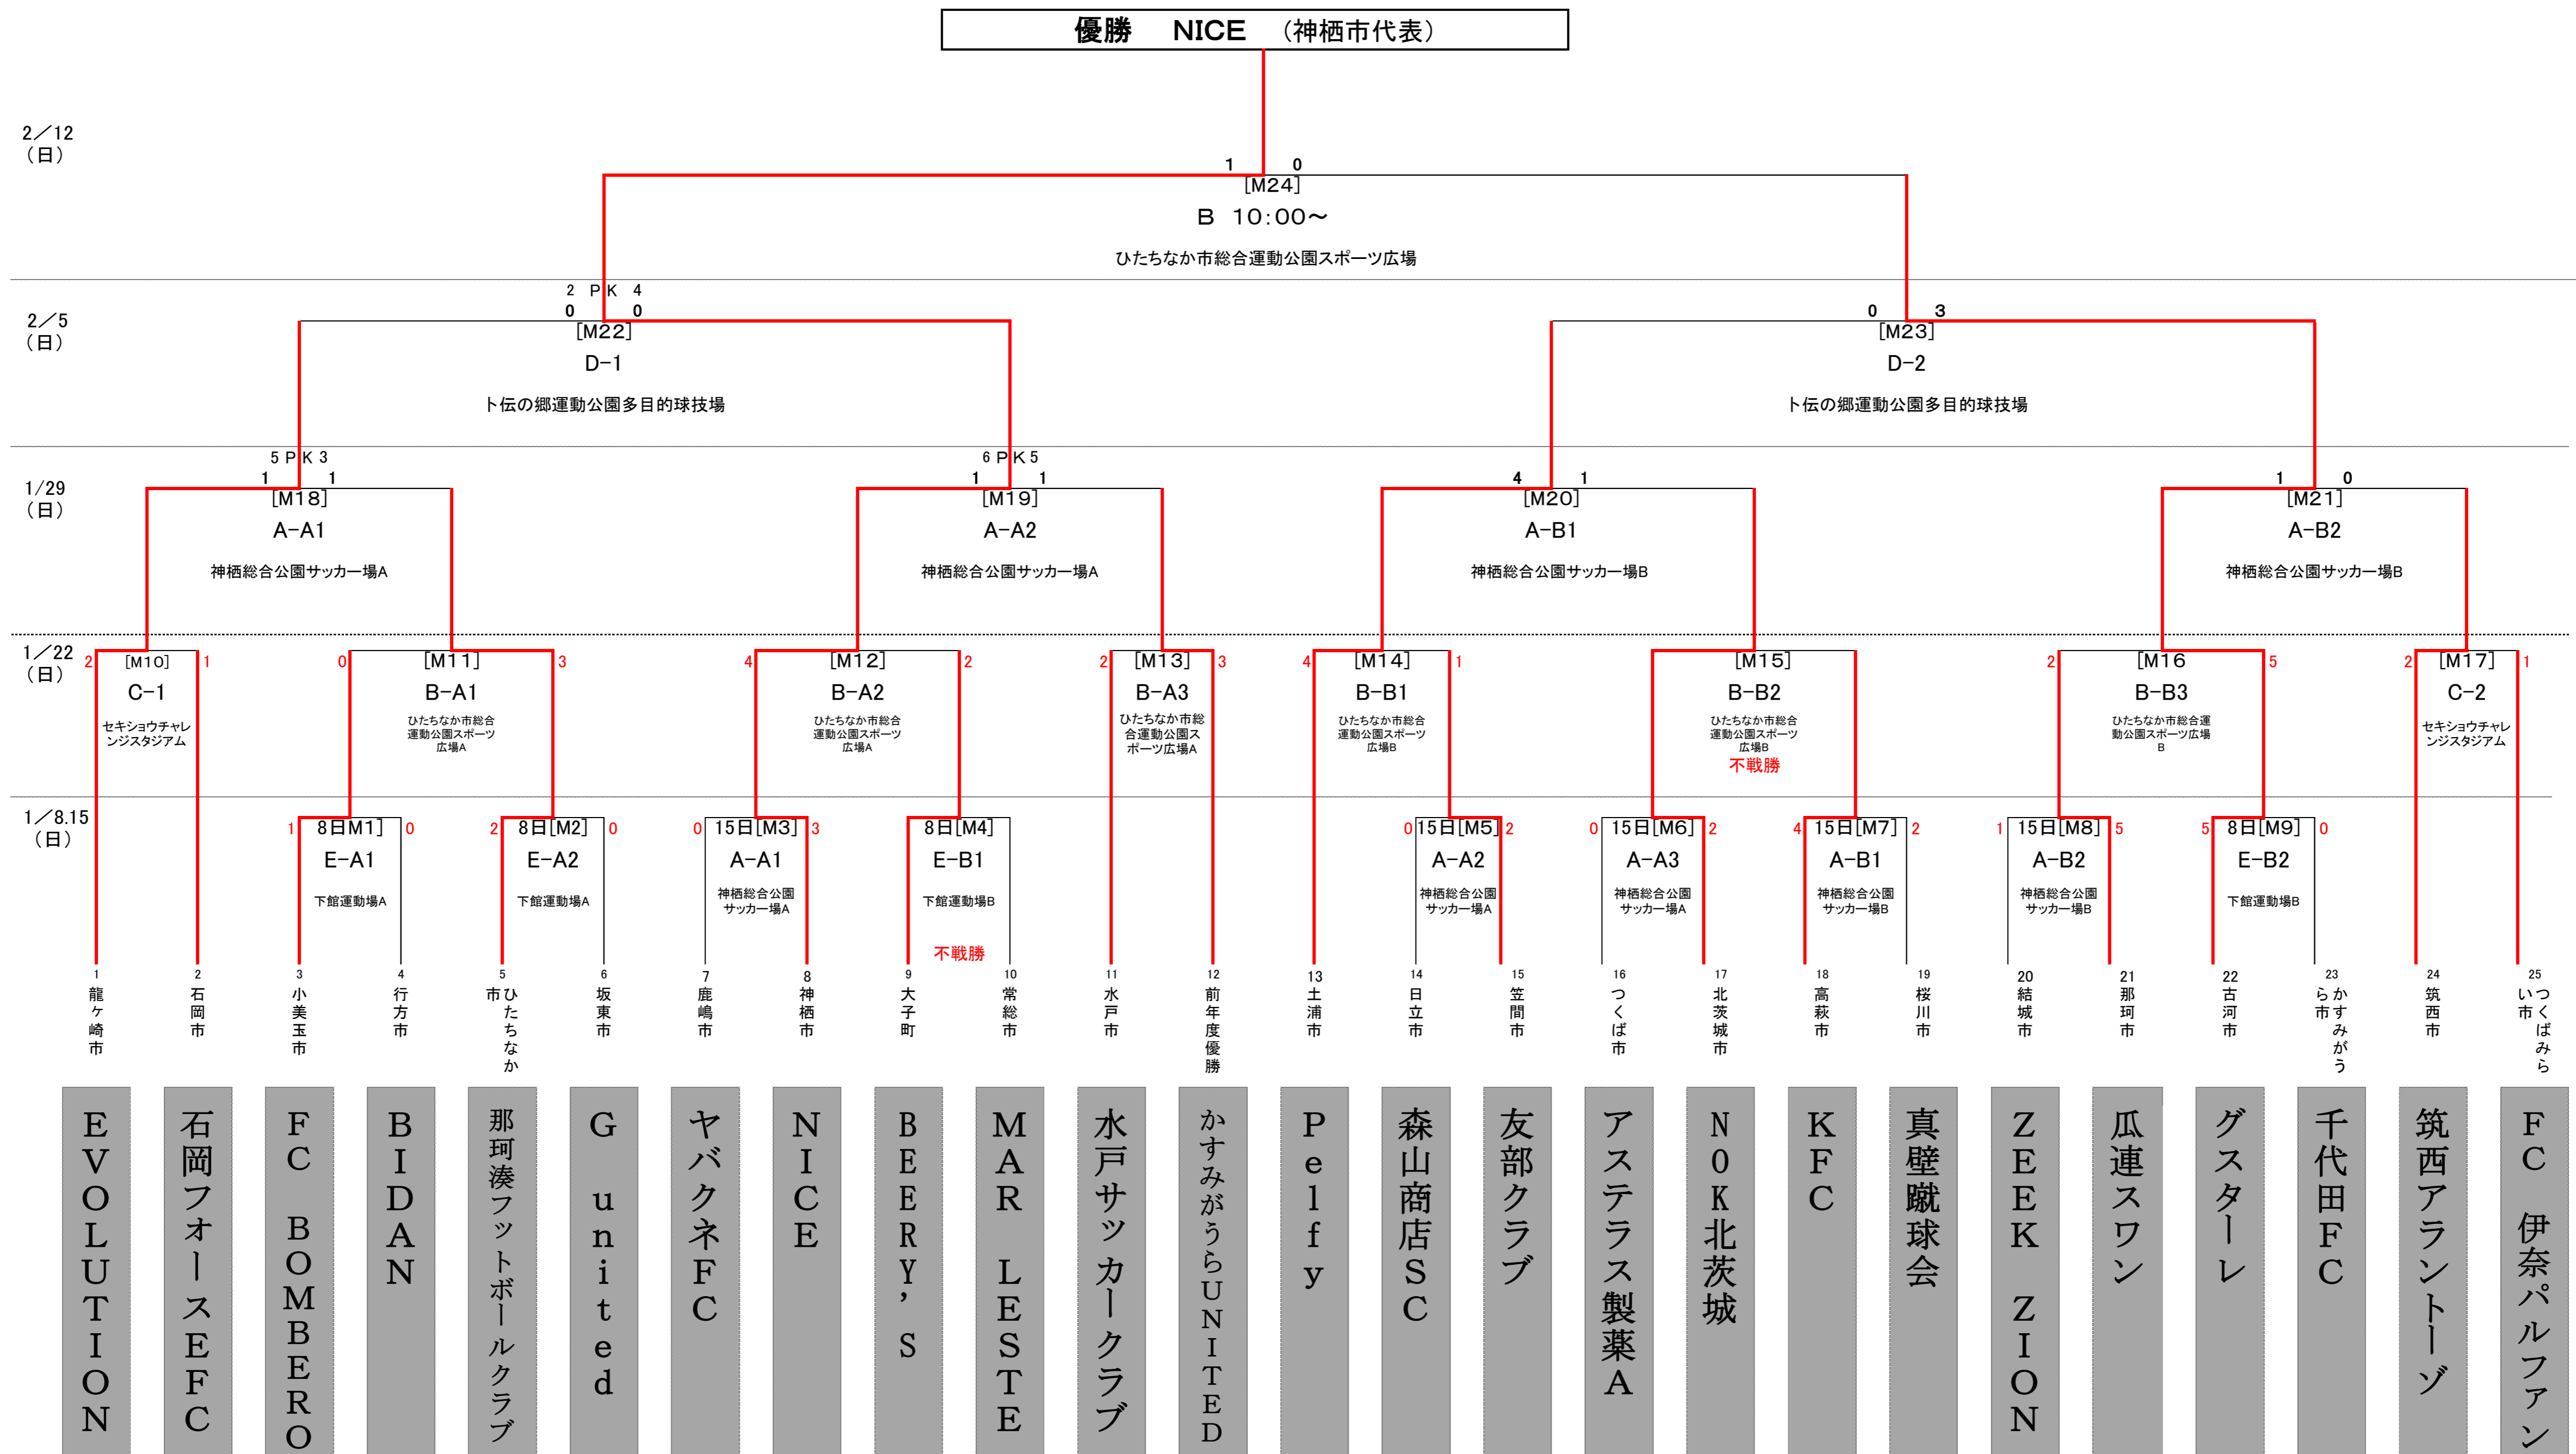 優勝 NICE （神栖市代表）
2／12
（日）
1 0
[M24]
B 10:00～
ひたちなか市総合運動公園スポーツ広場
2／5
（日）
2 PK 4
0 0
[M22]
D-1
卜伝の郷運動公園多目的球技場
0 3
[M23]
D-2
卜伝の郷運動公園多目的球技場
1/29
（日）
5 PK 3
1 1
[M18]
A-A1
神栖総合公園サッカー場A
6 PK 5
1 1
[M19]
A-A2
神栖総合公園サッカー場A
4 1
[M20]
A-B1
神栖総合公園サッカー場B
1 0
[M21]
A-B2
神栖総合公園サッカー場B
1／22
（日）
2 [M10] 1
C-1
セキショウチャレ
ンジスタジアム
0 [M11] 3
B-A1
ひたちなか市総合
運動公園スポーツ
広場A
4 [M12] 2
B-A2
ひたちなか市総合
運動公園スポーツ
広場A
2 [M13] 3
B-A3
ひたちなか市総
合運動公園ス
ポーツ広場A
4 [M14] 1
B-B1
ひたちなか市総合
運動公園スポーツ
広場B
[M15]
B-B2
ひたちなか市総合
運動公園スポーツ
広場B
不戦勝
2 [M16 5
B-B3
ひたちなか市総合運
動公園スポーツ広場
B
2 [M17] 1
C-2
セキショウチャレ
ンジスタジアム
1／8.15
（日）
1 8日M1] 0
E-A1
下館運動場A
2 8日[M2] 0
E-A2
下館運動場A
0 15日[M3] 3
A-A1
神栖総合公園
サッカー場A
8日[M4]
E-B1
下館運動場B
不戦勝
0 15日[M5] 2
A-A2
神栖総合公園
サッカー場A
0 15日[M6] 2
A-A3
神栖総合公園
サッカー場A
4 15日[M7] 2
A-B1
神栖総合公園
サッカー場B
1 15日[M8] 5
A-B2
神栖総合公園
サッカー場B
5 8日[M9] 0
E-B2
下館運動場B
1
龍ヶ崎市
2
石岡市
3
小美玉市
4
行方市
5
ひたちなか
市
6
坂東市
7
鹿嶋市
8
神栖市
9
大子町
10
常総市
11
水戸市
12
前年度優勝
13
土浦市
14
日立市
15
笠間市
16
つくば市
17
北茨城市
18
高萩市
19
桜川市
20
結城市
21
那珂市
22
古河市
23
かすみがう
ら市
24
筑西市
25
つくばみら
い市
EVOLUTION
石岡フォースEFC
FC BOMBERO
BIDAN
那珂湊フットボールクラブ
G united
ヤバクネFC
NICE
BEERY'S
MAR LESTE
水戸サッカークラブ
かすみがうらUNITED
Pelfy
森山商店SC
友部クラブ
アステラス製薬A
NOK北茨城
KFC
真壁蹴球会
ZEEK ZION
瓜連スワン
グスターレ
千代田FC
筑西アラントーゾ
FC 伊奈パルファン